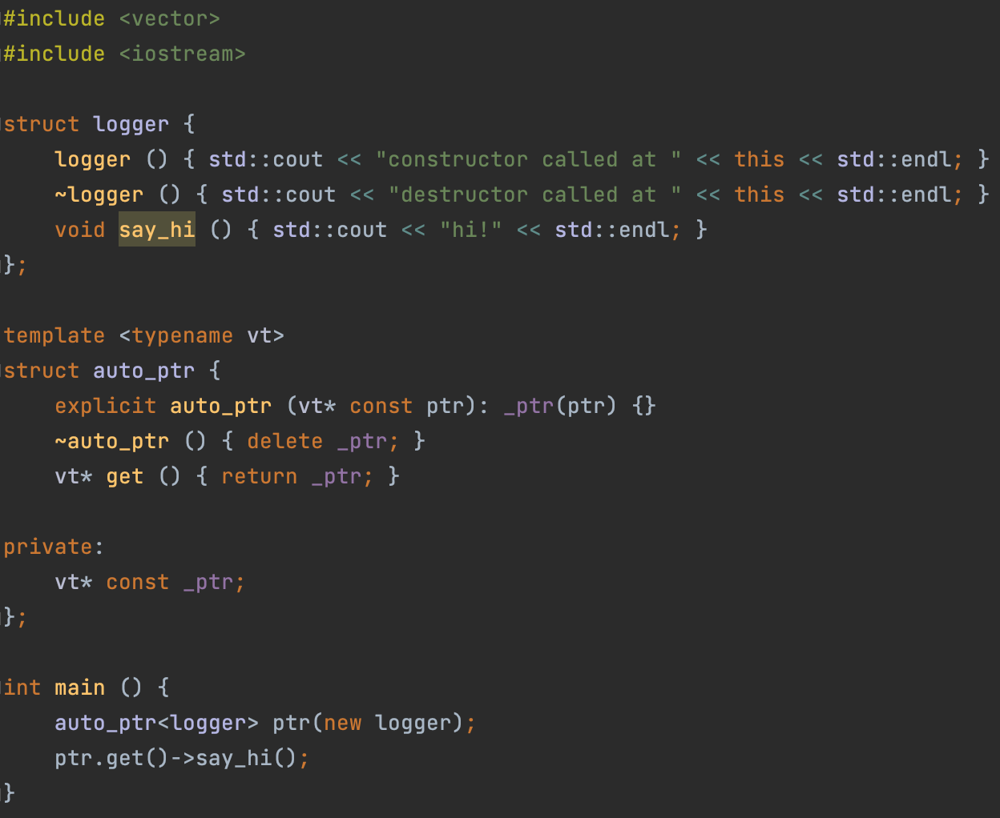 #include <vector>
#include <iostream>
struct logger {
logger () { std::cout << "constructor called at " << this << std::endl; }
~logger () { std::cout << "destructor called at " << this << std::endl; }
void say_hi () { std::cout << "hi!" << std::endl; }
};
template <typename vt>
struct auto_ptr {
explicit auto_ptr (vt* const ptr): _ptr(ptr) {}
~auto_ptr () { delete _ptr; }
vt* get () { return _ptr; }
private:
vt* const _ptr;
};
int main () {
auto_ptr<logger> ptr(new logger);
ptr.get()->say_hi();
}